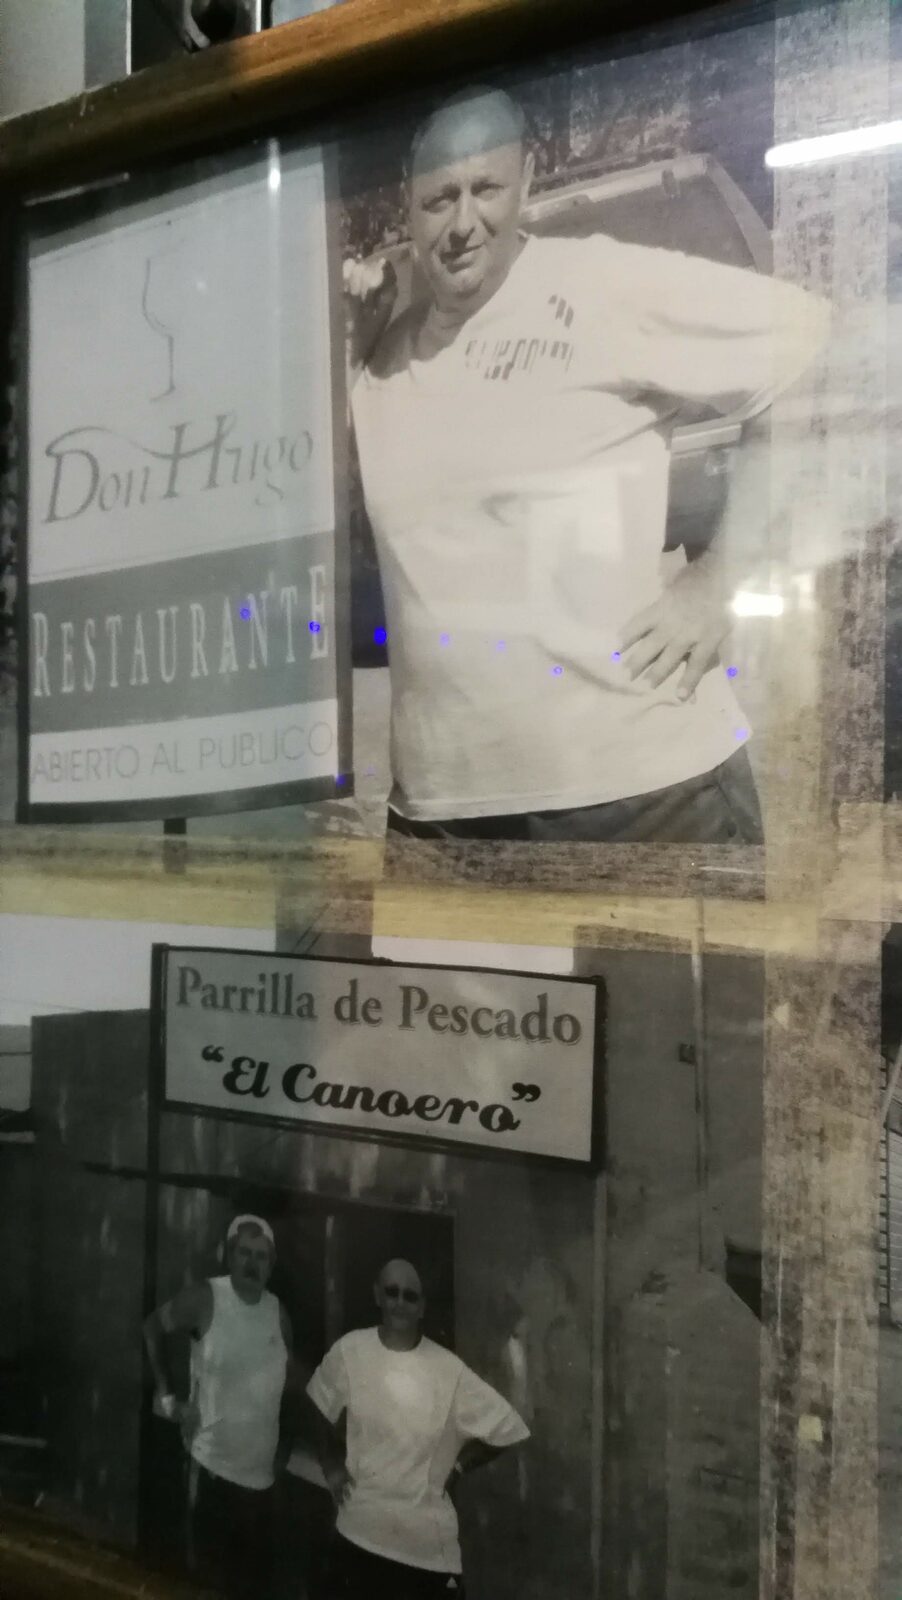 Don Hugo
RESTAURANTE
ABIERTO AL PUBLICO
Parrilla de Pescado
“El Canoero”